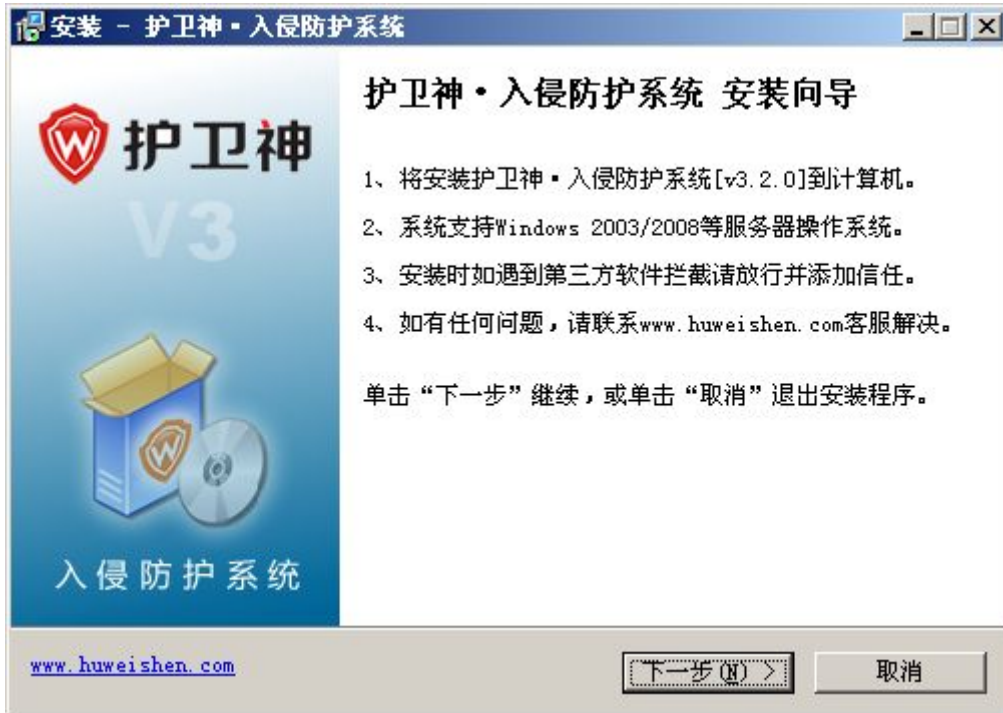 安装 - 护卫神·入侵防护系统
护卫神
V3
入侵防护系统
护卫神·入侵防护系统 安装向导
1、将安装护卫神·入侵防护系统[v3.2.0]到计算机。
2、系统支持Windows 2003/2008等服务器操作系统。
3、安装时如遇到第三方软件拦截请放行并添加信任。
4、如有任何问题,请联系www.huweishen.com客服解决。
单击“下一步”继续,或单击“取消”退出安装程序。
www.huweishen.com
下一步(N) >
取消